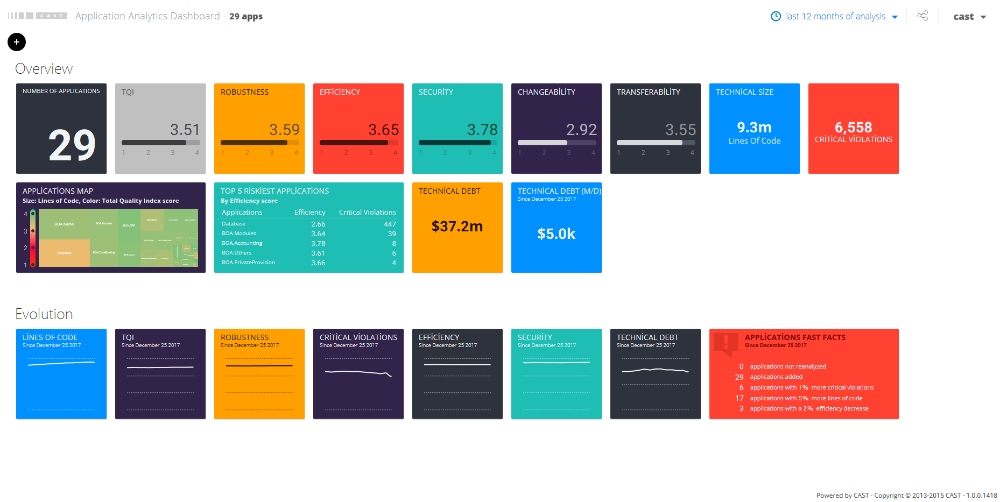 CAST
Application Analytics Dashboard - 29 apps
last 12 months of analysis
cast
+
Overview
NUMBER OF APPLİCATİONS
29
TQI
3.51
1 2 3 4
ROBUSTNESS
3.59
1 2 3 4
EFFİCİENCY
3.65
1 2 3 4
SECURİTY
3.78
1 2 3 4
CHANGEABİLİTY
2.92
1 2 3 4
TRANSFERABİLİTY
3.55
1 2 3 4
TECHNİCAL SİZE
9.3m
Lines Of Code
6,558
CRİTİCAL VİOLATİONS
APPLİCATİONS MAP
Size: Lines of Code, Color: Total Quality Index score
4
3
2
1
BOA.Kernel
BOA.Modules
BOA.ERP
Database
BOA.CoreBanking
BOA.Loans
TOP 5 RİSKİEST APPLİCATİONS
By Efficiency score
Applications Efficiency Critical Violations
Database 2.66 447
BOA.Modules 3.64 39
BOA.Accounting 3.78 8
BOA.Others 3.61 6
BOA.PrivateProvision 3.66 4
TECHNİCAL DEBT
$37.2m
TECHNİCAL DEBT (M/D)
Since December 25 2017
$5.0k
Evolution
LİNES OF CODE
Since December 25 2017
TQI
Since December 25 2017
ROBUSTNESS
Since December 25 2017
CRİTİCAL VİOLATİONS
Since December 25 2017
EFFİCİENCY
Since December 25 2017
SECURİTY
Since December 25 2017
TECHNİCAL DEBT
Since December 25 2017
APPLİCATİONS FAST FACTS
Since December 25 2017
0 applications not reanalyzed
29 applications added
6 applications with 1% more critical violations
17 applications with 5% more lines of code
3 applications with a 2% efficiency decrease
Powered by CAST - Copyright © 2013-2015 CAST - 1.0.0.1418